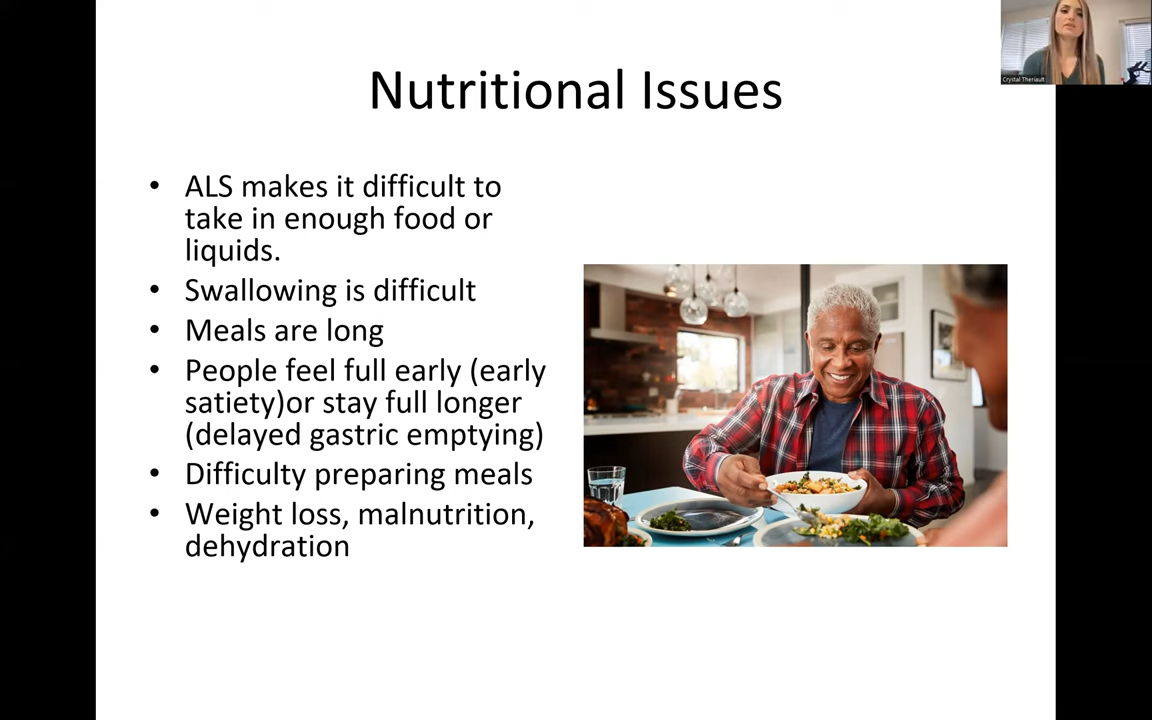 Crystal Theriault
Nutritional Issues
• ALS makes it difficult to
take in enough food or
liquids.
• Swallowing is difficult
• Meals are long
• People feel full early (early
satiety)or stay full longer
(delayed gastric emptying)
• Difficulty preparing meals
• Weight loss, malnutrition,
dehydration